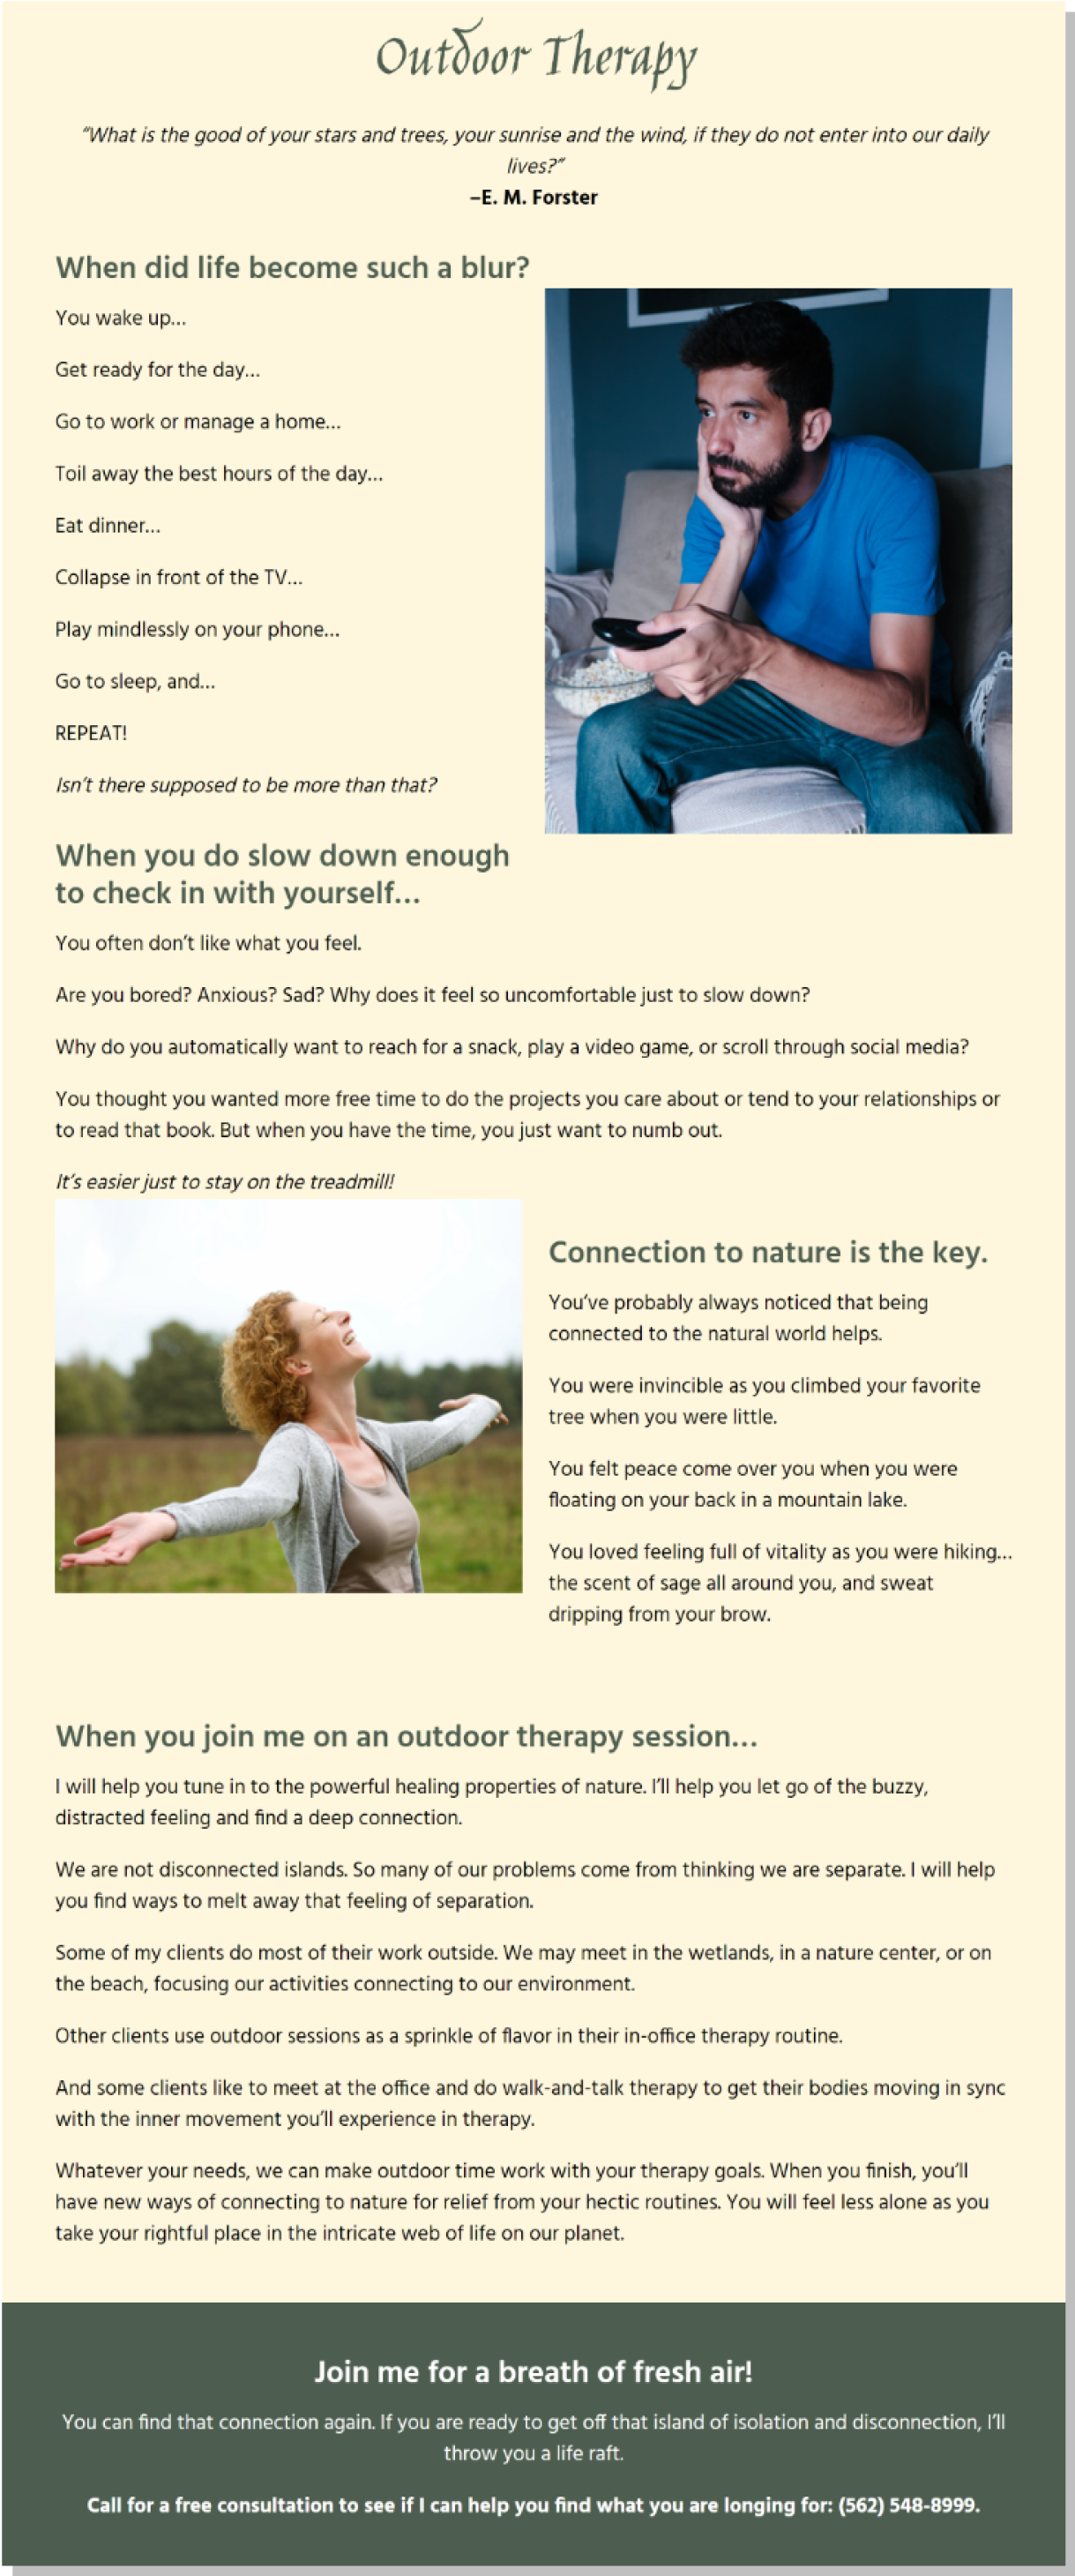 Outdoor Therapy
“What is the good of your stars and trees, your sunrise and the wind, if they do not enter into our daily
lives?”
–E. M. Forster
When did life become such a blur?
You wake up…
Get ready for the day…
Go to work or manage a home…
Toil away the best hours of the day…
Eat dinner…
Collapse in front of the TV…
Play mindlessly on your phone…
Go to sleep, and…
REPEAT!
Isn’t there supposed to be more than that?
When you do slow down enough
to check in with yourself…
You often don’t like what you feel.
Are you bored? Anxious? Sad? Why does it feel so uncomfortable just to slow down?
Why do you automatically want to reach for a snack, play a video game, or scroll through social media?
You thought you wanted more free time to do the projects you care about or tend to your relationships or
to read that book. But when you have the time, you just want to numb out.
It’s easier just to stay on the treadmill!
Connection to nature is the key.
You’ve probably always noticed that being
connected to the natural world helps.
You were invincible as you climbed your favorite
tree when you were little.
You felt peace come over you when you were
floating on your back in a mountain lake.
You loved feeling full of vitality as you were hiking…
the scent of sage all around you, and sweat
dripping from your brow.
When you join me on an outdoor therapy session…
I will help you tune in to the powerful healing properties of nature. I’ll help you let go of the buzzy,
distracted feeling and find a deep connection.
We are not disconnected islands. So many of our problems come from thinking we are separate. I will help
you find ways to melt away that feeling of separation.
Some of my clients do most of their work outside. We may meet in the wetlands, in a nature center, or on
the beach, focusing our activities connecting to our environment.
Other clients use outdoor sessions as a sprinkle of flavor in their in-office therapy routine.
And some clients like to meet at the office and do walk-and-talk therapy to get their bodies moving in sync
with the inner movement you’ll experience in therapy.
Whatever your needs, we can make outdoor time work with your therapy goals. When you finish, you’ll
have new ways of connecting to nature for relief from your hectic routines. You will feel less alone as you
take your rightful place in the intricate web of life on our planet.
Join me for a breath of fresh air!
You can find that connection again. If you are ready to get off that island of isolation and disconnection, I’ll
throw you a life raft.
Call for a free consultation to see if I can help you find what you are longing for: (562) 548-8999.